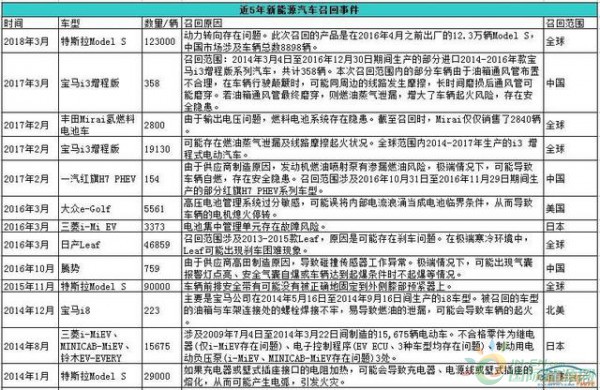 近5年新能源汽车召回事件
时间 车型 召回数量/辆 召回原因 召回范围
2018年3月 特斯拉Model S 123000 动力转向存在问题。此次召回的产品是在2016年4月之前出厂的12.3万辆Model S，
中国市场涉及车辆总数8898辆。 全球
2017年3月 宝马i3增程版 358 召回范围：2014年3月4日至2016年12月30日期间生产的部分进口2014-2016年款宝
马i3增程型版系列汽车，共计358辆。本次召回范围内的部分车辆由于油箱通风管布置
不合理，在车辆行驶颠簸时，可能同周边的线路发生摩擦，长时间磨损后通风管可
能磨穿。若油箱通风管最终磨穿，则燃油蒸气泄漏，增大了车辆起火风险，存在安
全隐患。 中国
2017年2月 丰田Mirai氢燃料
电池车 2800 由于输出电压问题，燃料电池系统存在隐患。截至召回时，Mirai仅仅销售了2840辆。 全球
2017年2月 宝马i3增程版 19130 可能存在燃油蒸气泄漏及线路摩擦起火状况。全球范围内2014-2017年生产的i3 增
程式电动汽车。 全球
2017年2月 一汽红旗H7 PHEV 154 由于供应商制造原因，发动机燃油喷射泵有渗漏燃油风险，极端情况下，可能导致
车辆自燃，存在安全隐患。召回范围涉及2016年10月31日至2016年11月29日期间生
产的部分红旗H7 PHEV系列车型。 中国
2016年3月 大众e-Golf 5561 高压电池管理系统过分敏感，可能误将内部电流浪涌当成电池临界条件，从而导致
车辆的电机熄火停转。 美国
2016年3月 三菱i-Mi EV 3373 电池集中管理单元存在故障风险。 日本
2016年3月 日产Leaf 46859 召回范围涉及2013-2015款Leaf，原因是可能存在刹车问题。在极端寒冷环境中，
Leaf可能出现刹车困难现象。 全球
2016年10月 腾势 759 由于供应商高田制造原因，导致碰撞传感器工作异常。极端情况下，可能出现气囊
报警灯点亮、安全气囊自爆或车辆达到起爆条件时不起爆等情况。 中国
2015年11月 特斯拉Model S 90000 车辆前排安全带有可能没有被正确地固定到外侧膝部预紧器上。 全球
2014年12月 宝马i8 223 主要是宝马公司在2014年5月16日至2014年9月16日间生产的i8车型。被召回的车型
的油箱与车架连接处的螺栓焊接不牢，易导致燃油的泄露，可能会导致车辆的起火
。 北美
2014年8月 三菱i-MiEV、
MINICAB-MiEV、
铃木EV-EVERY 15675 涉及2009年7月4日至2014年3月22日间制造的15,675辆电动车。不合格零件为继电
器(仅i-MiEV存在问题)、电子控制程序(EV ECU、3种车型均存在问题)、制动用
电动负压泵(i-MiEV、MINICAB-MiEV存在问题)3处。 日本
2014年1月 特斯拉Model S 29000 如果充电器或壁式插座接口的电阻加热，可能会导致充电器、电源线或壁式插座的
熔化，从而可能产生电弧，引发火灾。 全球